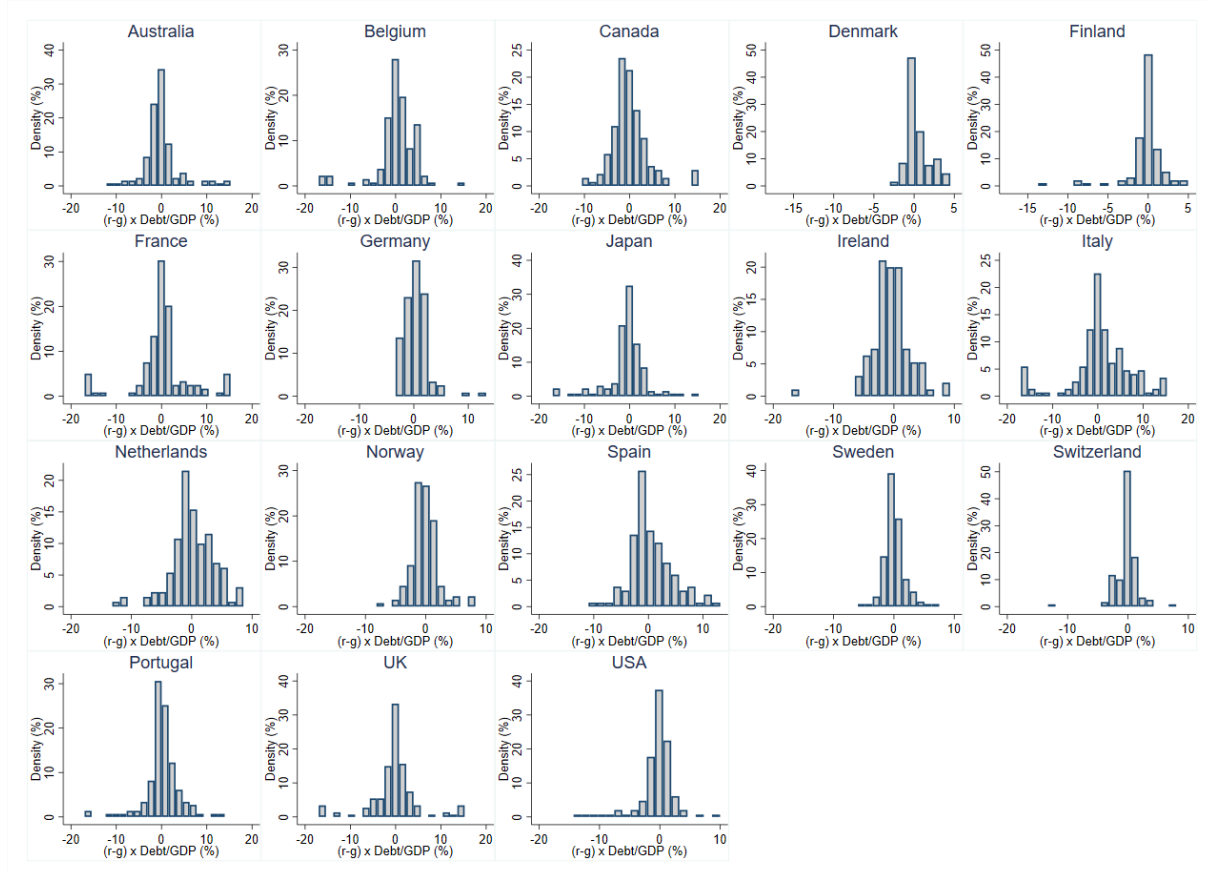 Australia
Density (%)
40
30
20
10
0
-20 -10 0 10 20
(r-g) x Debt/GDP (%)
Belgium
Density (%)
30
20
10
0
-20 -10 0 10 20
(r-g) x Debt/GDP (%)
Canada
Density (%)
25
20
15
10
5
0
-20 -10 0 10 20
(r-g) x Debt/GDP (%)
Denmark
Density (%)
50
40
30
20
10
0
-15 -10 -5 0 5
(r-g) x Debt/GDP (%)
Finland
Density (%)
50
40
30
20
10
0
-15 -10 -5 0 5
(r-g) x Debt/GDP (%)
France
Density (%)
30
20
10
0
-20 -10 0 10 20
(r-g) x Debt/GDP (%)
Germany
Density (%)
30
20
10
0
-20 -10 0 10
(r-g) x Debt/GDP (%)
Japan
Density (%)
40
30
20
10
0
-20 -10 0 10 20
(r-g) x Debt/GDP (%)
Ireland
Density (%)
20
15
10
5
0
-20 -10 0 10
(r-g) x Debt/GDP (%)
Italy
Density (%)
25
20
15
10
5
0
-20 -10 0 10 20
(r-g) x Debt/GDP (%)
Netherlands
Density (%)
20
15
10
5
0
-20 -10 0 10
(r-g) x Debt/GDP (%)
Norway
Density (%)
30
20
10
0
-20 -10 0 10
(r-g) x Debt/GDP (%)
Spain
Density (%)
25
20
15
10
5
0
-20 -10 0 10
(r-g) x Debt/GDP (%)
Sweden
Density (%)
40
30
20
10
0
-20 -10 0 10
(r-g) x Debt/GDP (%)
Switzerland
Density (%)
50
40
30
20
10
0
-20 -10 0 10
(r-g) x Debt/GDP (%)
Portugal
Density (%)
30
20
10
0
-20 -10 0 10 20
(r-g) x Debt/GDP (%)
UK
Density (%)
40
30
20
10
0
-20 -10 0 10 20
(r-g) x Debt/GDP (%)
USA
Density (%)
40
30
20
10
0
-20 -10 0 10
(r-g) x Debt/GDP (%)